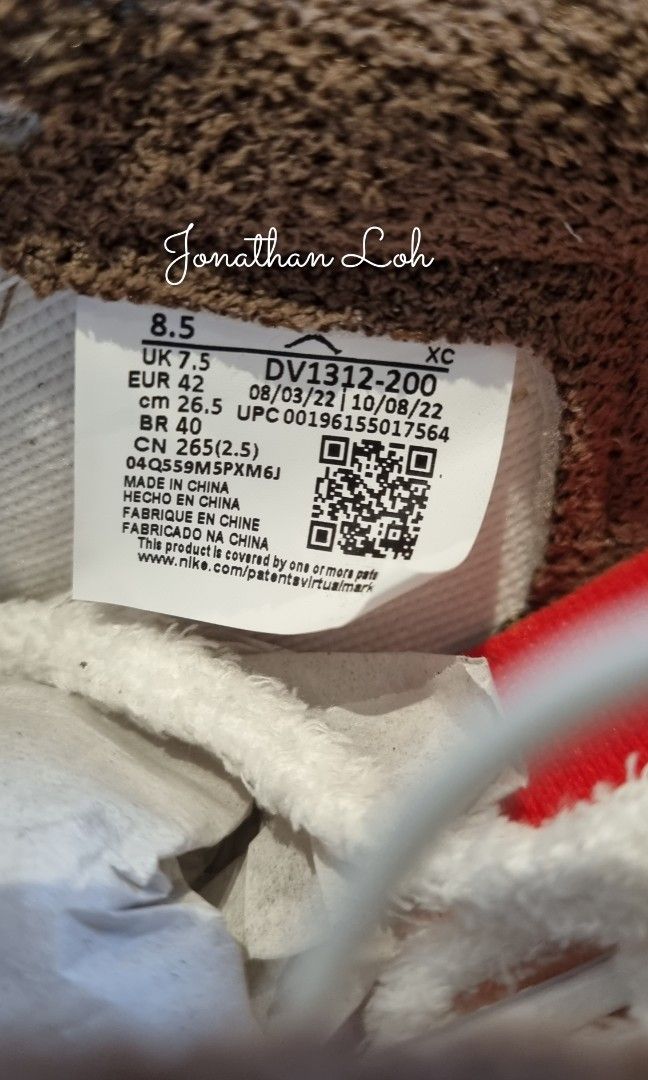 Jonathan Loh
8.5
XC
UK 7.5
DV1312-200
EUR 42
08/03/22 | 10/08/22
cm 26.5
UPC 00196155017564
BR 40
CN 265(2.5)
04Q559M5PXM6J
MADE IN CHINA
HECHO EN CHINA
FABRIQUE EN CHINE
FABRICADO NA CHINA
This product is covered by one or more pate
www.nike.com/patentsvirtualmark